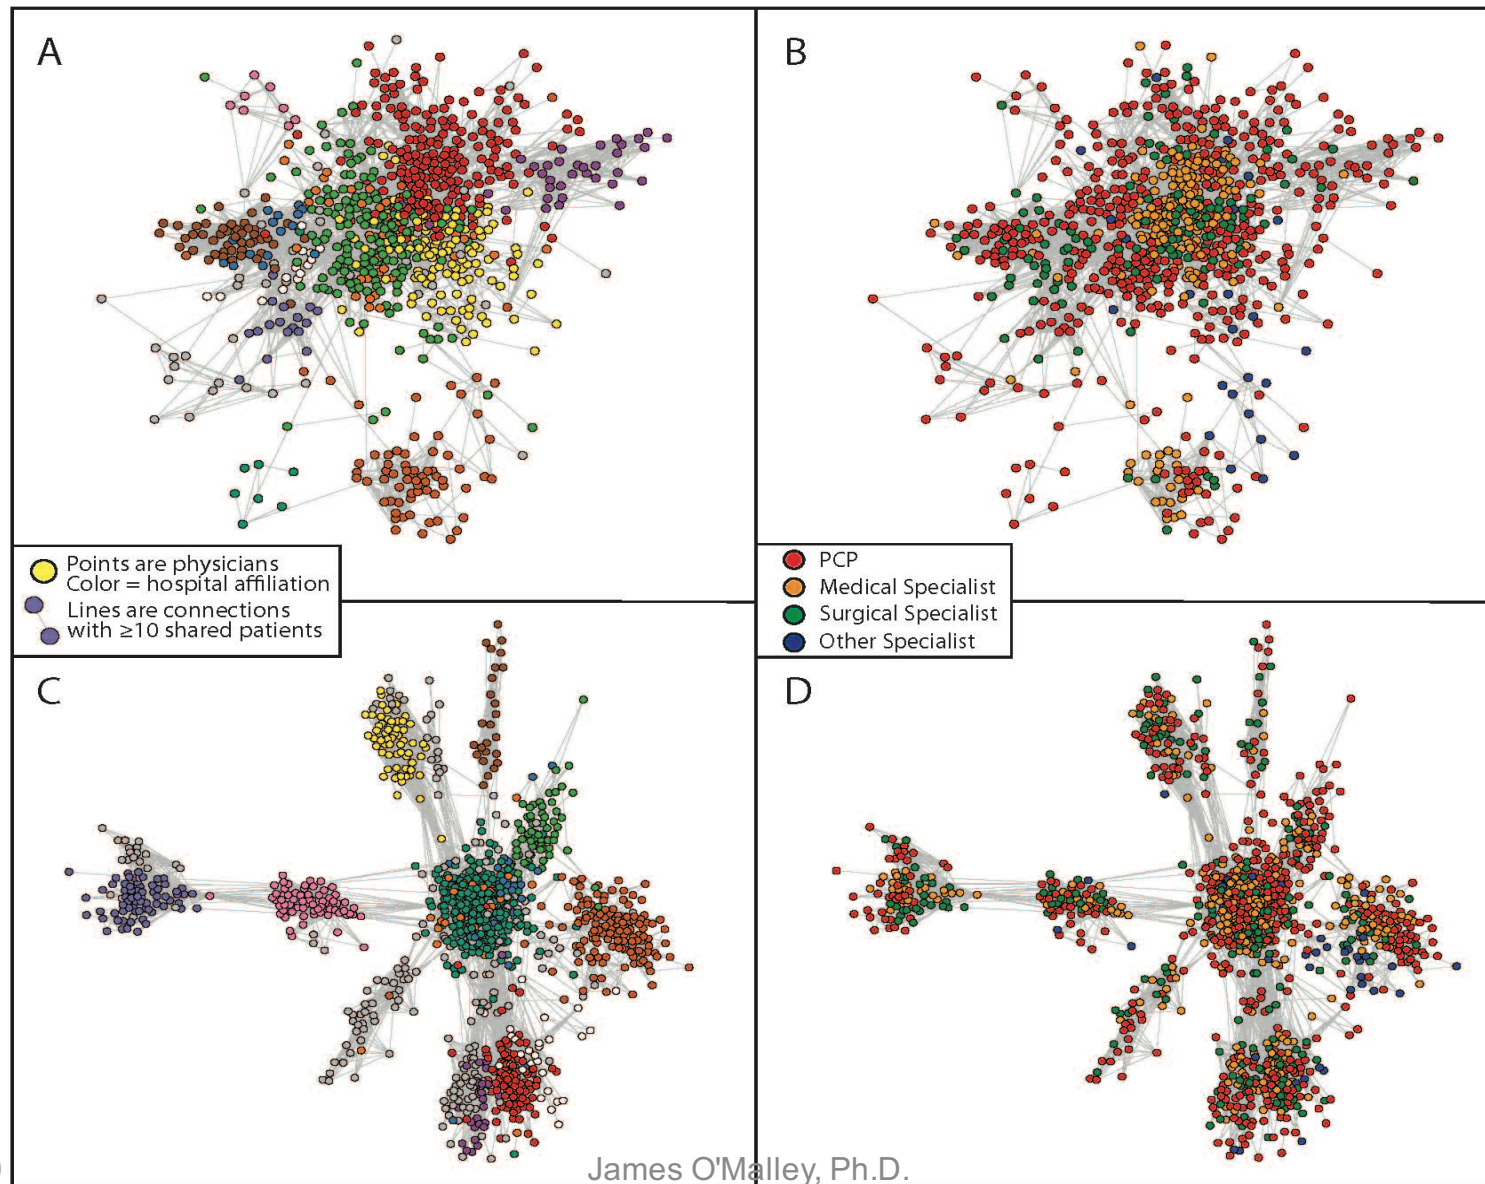 A
B
Points are physicians
Color = hospital affiliation
Lines are connections
with ≥10 shared patients
PCP
Medical Specialist
Surgical Specialist
Other Specialist
C
D
James O'Malley, Ph.D.